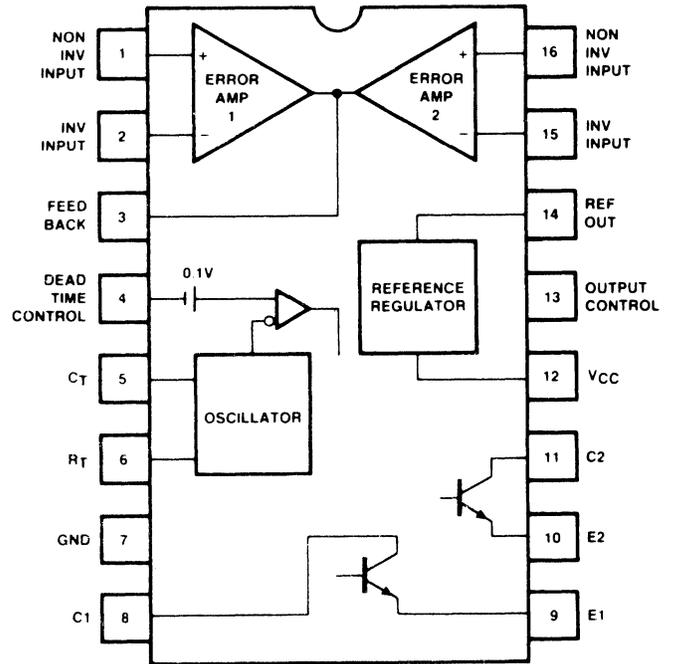 NON
INV
INPUT
1
+
ERROR
AMP
1
INV
INPUT
2
−
FEED
BACK
3
DEAD
TIME
CONTROL
4
0.1V
CT
5
RT
6
OSCILLATOR
GND
7
C1
8
+
ERROR
AMP
2
−
16
NON
INV
INPUT
15
INV
INPUT
14
REF
OUT
REFERENCE
REGULATOR
13
OUTPUT
CONTROL
12
VCC
11
C2
10
E2
9
E1